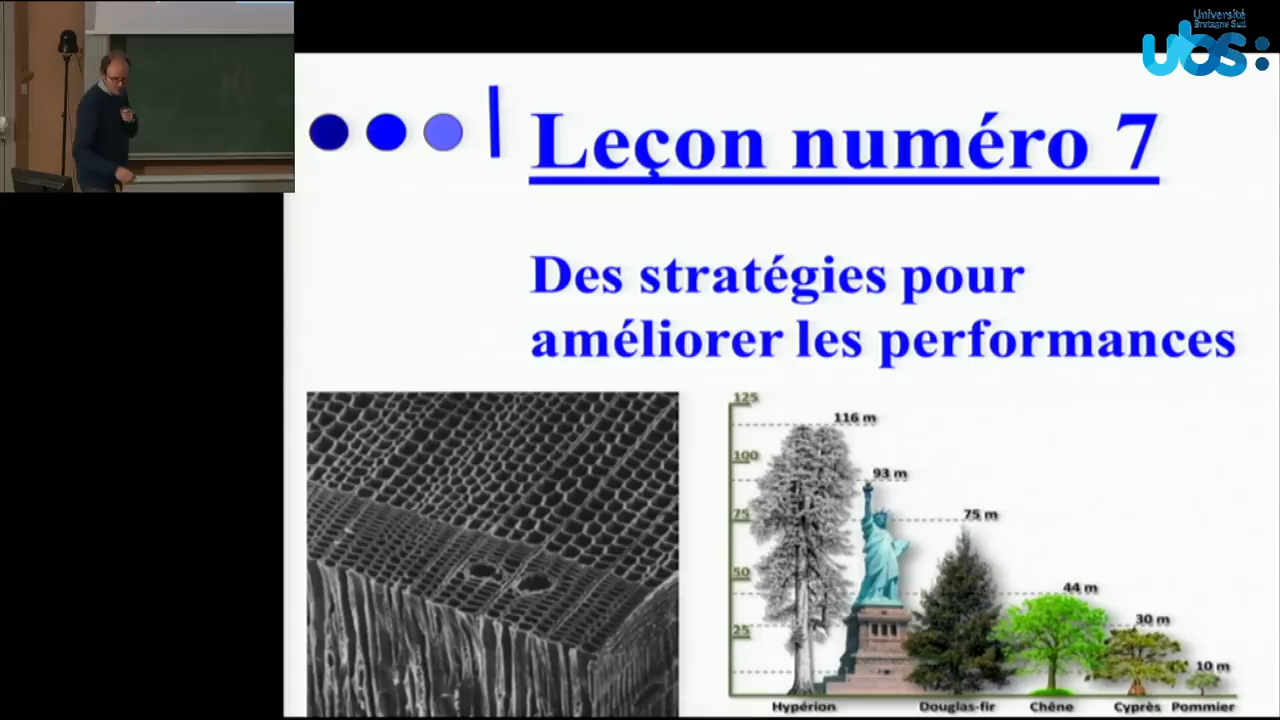 Université
Bretagne Sud
ubs:
Leçon numéro 7
Des stratégies pour
améliorer les performances
125
116 m
100
93 m
75
75 m
50
44 m
30 m
25
10 m
Hypérion Douglas-fir Chêne Cyprès Pommier